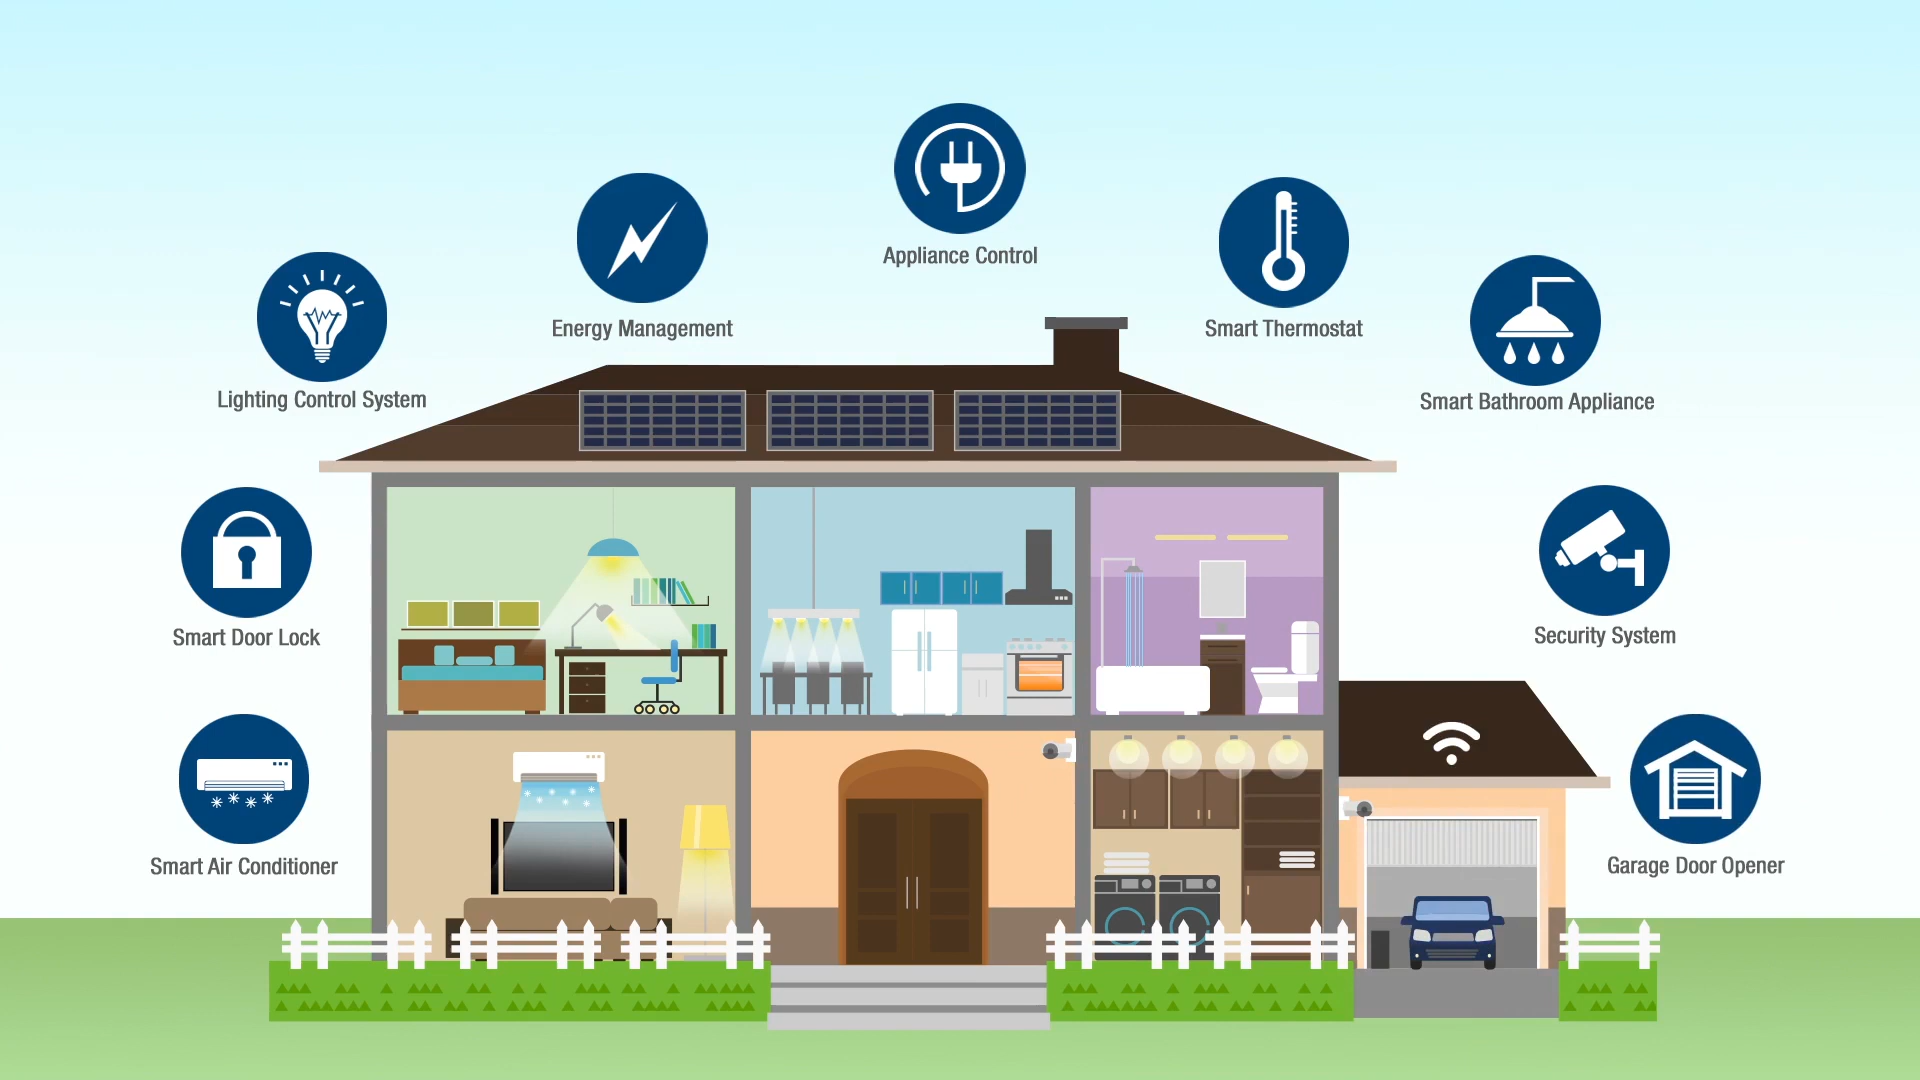 Appliance Control
Energy Management
Smart Thermostat
Lighting Control System
Smart Bathroom Appliance
Smart Door Lock
Security System
Smart Air Conditioner
Garage Door Opener